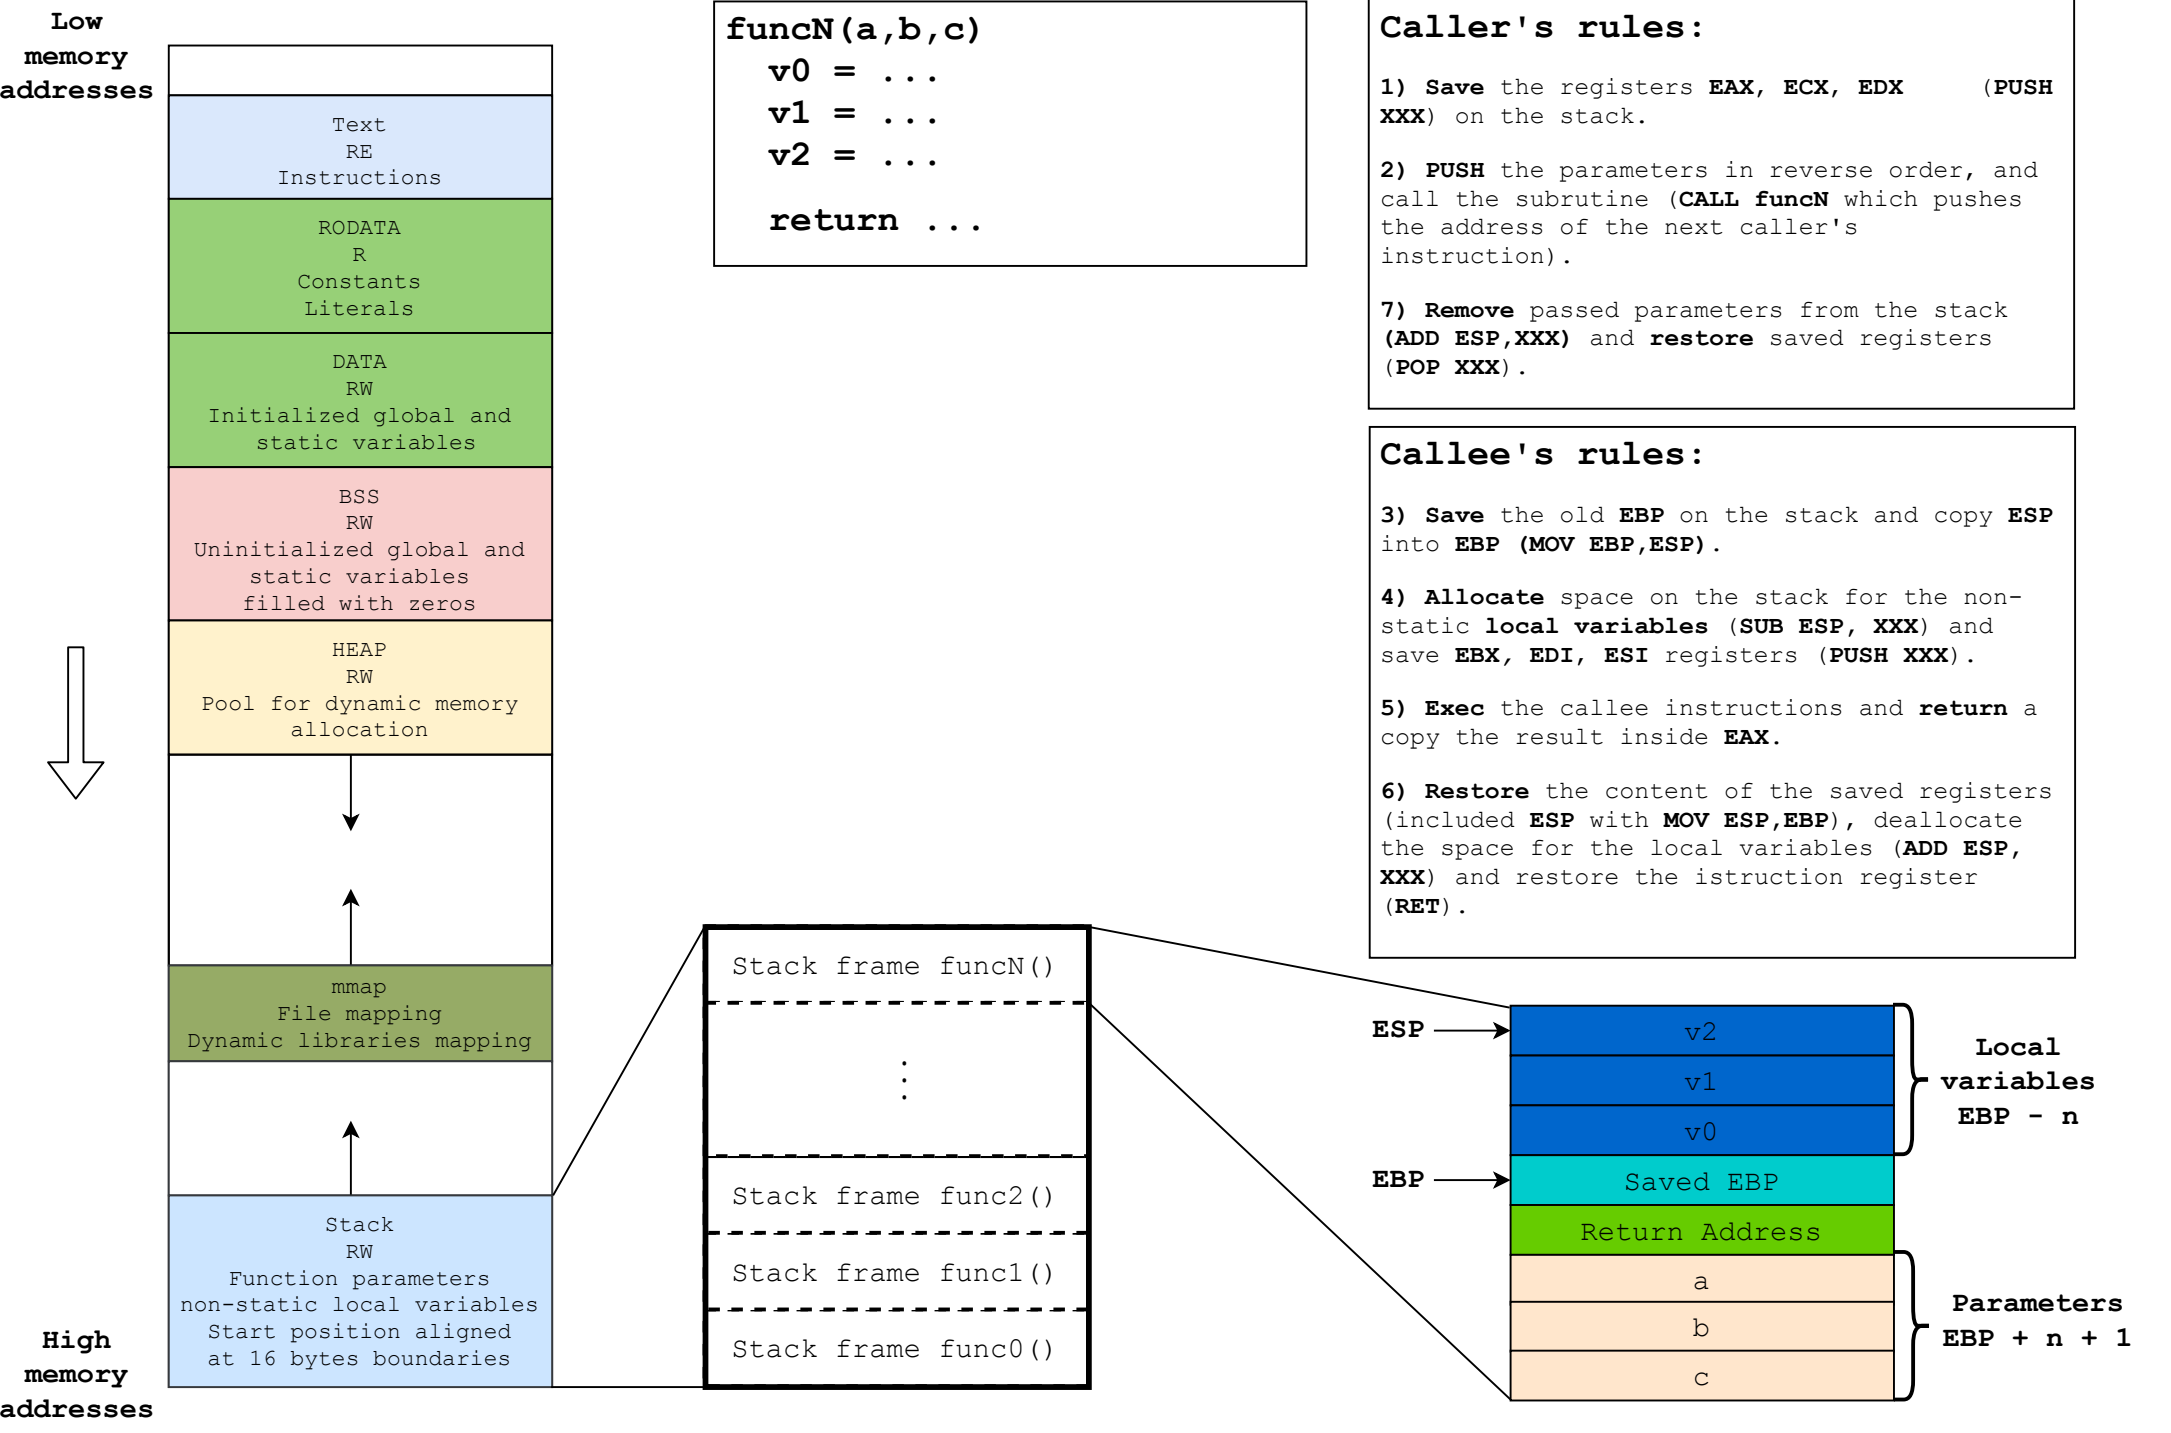 Low
memory
addresses
Text
RE
Instructions
RODATA
R
Constants
Literals
DATA
RW
Initialized global and
static variables
BSS
RW
Uninitialized global and
static variables
filled with zeros
HEAP
RW
Pool for dynamic memory
allocation
mmap
File mapping
Dynamic libraries mapping
Stack
RW
Function parameters
non-static local variables
Start position aligned
at 16 bytes boundaries
High
memory
addresses
funcN(a,b,c)
v0 = ...
v1 = ...
v2 = ...
return ...
Stack frame funcN()
.
.
.
Stack frame func2()
Stack frame func1()
Stack frame func0()
Caller's rules:
1) Save the registers EAX, ECX, EDX (PUSH
XXX) on the stack.
2) PUSH the parameters in reverse order, and
call the subrutine (CALL funcN which pushes
the address of the next caller's
instruction).
7) Remove passed parameters from the stack
(ADD ESP,XXX) and restore saved registers
(POP XXX).
Callee's rules:
3) Save the old EBP on the stack and copy ESP
into EBP (MOV EBP,ESP).
4) Allocate space on the stack for the non-
static local variables (SUB ESP, XXX) and
save EBX, EDI, ESI registers (PUSH XXX).
5) Exec the callee instructions and return a
copy the result inside EAX.
6) Restore the content of the saved registers
(included ESP with MOV ESP,EBP), deallocate
the space for the local variables (ADD ESP,
XXX) and restore the istruction register
(RET).
ESP
EBP
v2
v1
v0
Saved EBP
Return Address
a
b
c
Local
variables
EBP - n
Parameters
EBP + n + 1